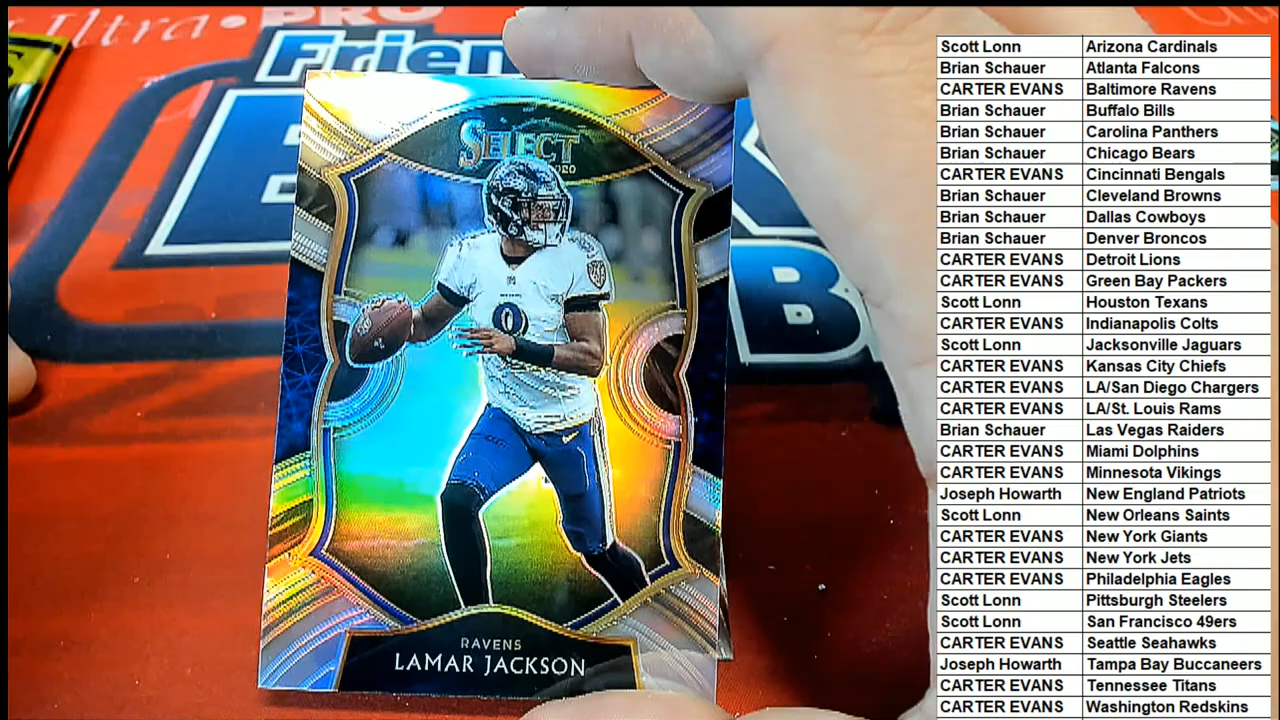 Ultra • PRO
Frien
SELECT
2020
RAVENS
LAMAR JACKSON
Scott Lonn Arizona Cardinals
Brian Schauer Atlanta Falcons
CARTER EVANS Baltimore Ravens
Brian Schauer Buffalo Bills
Brian Schauer Carolina Panthers
Brian Schauer Chicago Bears
CARTER EVANS Cincinnati Bengals
Brian Schauer Cleveland Browns
Brian Schauer Dallas Cowboys
Brian Schauer Denver Broncos
CARTER EVANS Detroit Lions
CARTER EVANS Green Bay Packers
Scott Lonn Houston Texans
CARTER EVANS Indianapolis Colts
Scott Lonn Jacksonville Jaguars
CARTER EVANS Kansas City Chiefs
CARTER EVANS LA/San Diego Chargers
CARTER EVANS LA/St. Louis Rams
Brian Schauer Las Vegas Raiders
CARTER EVANS Miami Dolphins
CARTER EVANS Minnesota Vikings
Joseph Howarth New England Patriots
Scott Lonn New Orleans Saints
CARTER EVANS New York Giants
CARTER EVANS New York Jets
CARTER EVANS Philadelphia Eagles
Scott Lonn Pittsburgh Steelers
Scott Lonn San Francisco 49ers
CARTER EVANS Seattle Seahawks
Joseph Howarth Tampa Bay Buccaneers
CARTER EVANS Tennessee Titans
CARTER EVANS Washington Redskins